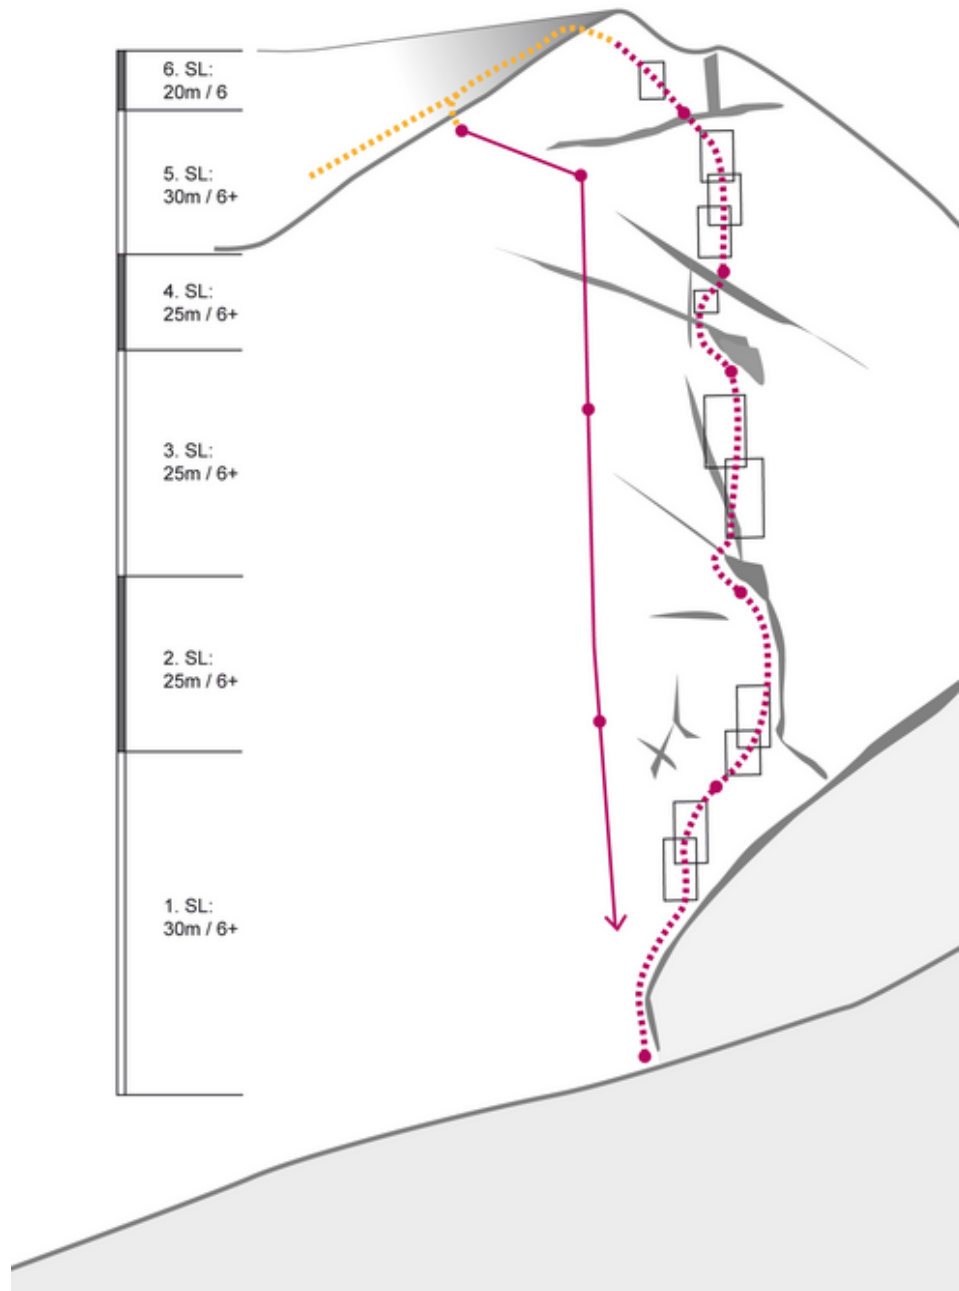 6. SL:
20m / 6
5. SL:
30m / 6+
4. SL:
25m / 6+
3. SL:
25m / 6+
2. SL:
25m / 6+
1. SL:
30m / 6+